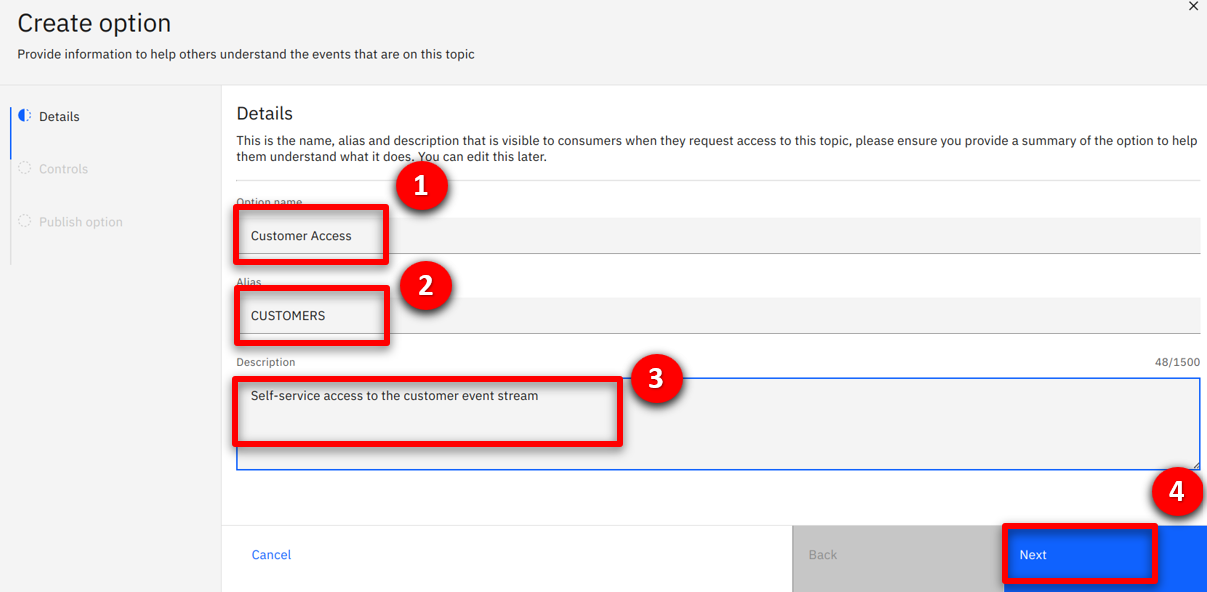 Create option
Provide information to help others understand the events that are on this topic
Details
Controls
Publish option
Details
This is the name, alias and description that is visible to consumers when they request access to this topic, please ensure you provide a summary of the option to help
them understand what it does. You can edit this later.
1
Option name
Customer Access
2
Alias
CUSTOMERS
Description
48/1500
3
Self-service access to the customer event stream
4
Cancel
Back
Next